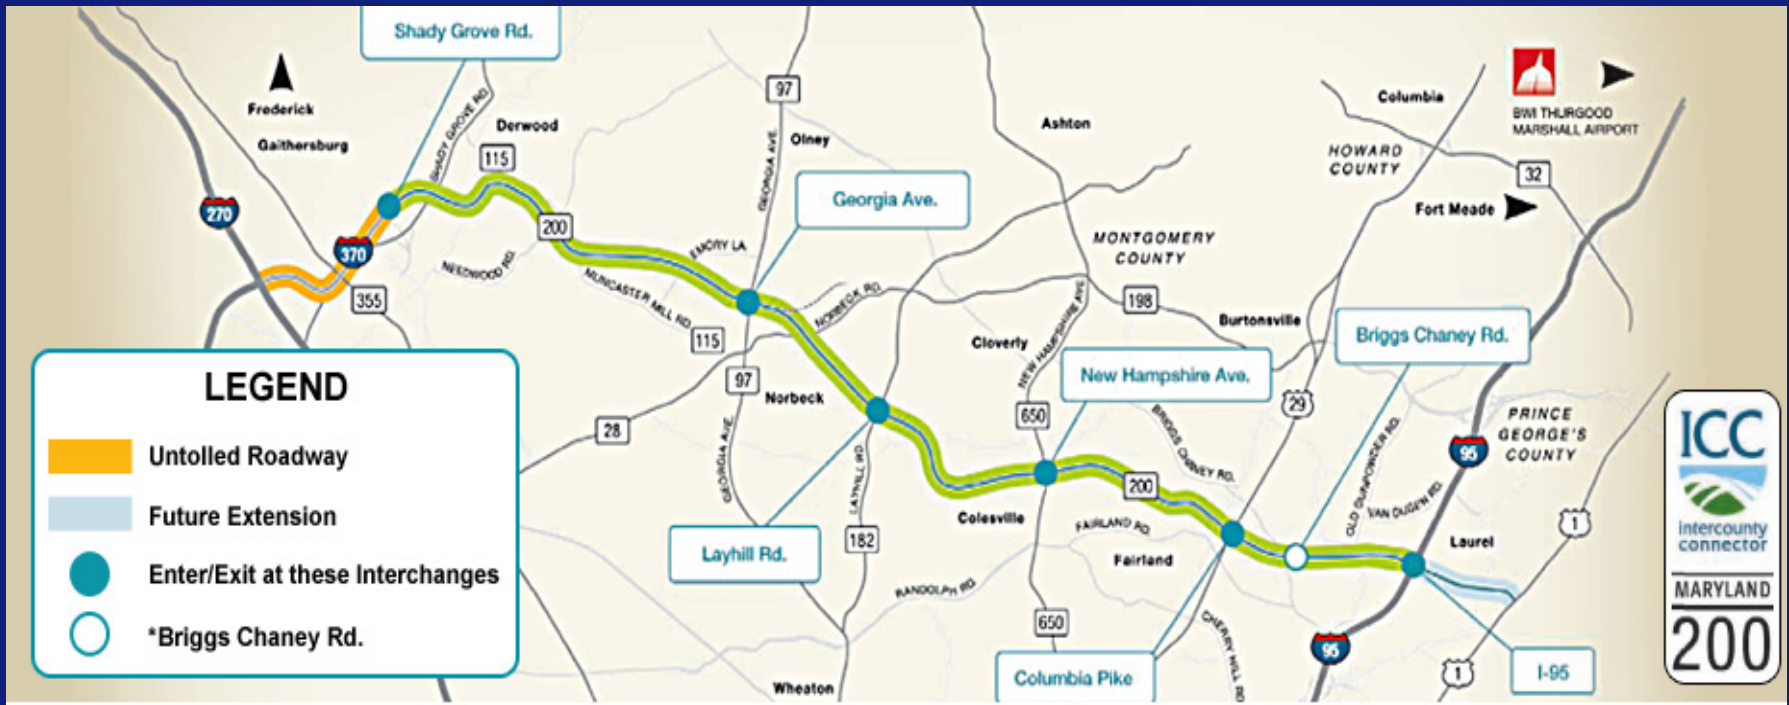 Shady Grove Rd.
97
Columbia
BWI THURGOOD
MARSHALL AIRPORT
Frederick
Gaithersburg
SHADY GROVE RD.
Derwood
115
GEORGIA AVE.
Olney
Ashton
HOWARD
COUNTY
32
270
Georgia Ave.
Fort Meade
200
370
355
NEEDWOOD RD.
EMORY LA.
MUNCASTER MILL RD.
115
NORBECK RD.
MONTGOMERY
COUNTY
198
Burtonsville
Briggs Chaney Rd.
Cloverly
NEW HAMPSHIRE AVE.
New Hampshire Ave.
97
Norbeck
28
GEORGIA AVE.
650
29
BRIGGS CHANEY RD.
OLD GUNPOWDER RD.
VAN DUSEN RD.
95
PRINCE
GEORGE'S
COUNTY
1
LEGEND
Untolled Roadway
Future Extension
Enter/Exit at these Interchanges
*Briggs Chaney Rd.
LAYHILL RD.
200
Colesville
FAIRLAND RD.
Fairland
Laurel
Layhill Rd.
182
RANDOLPH RD.
650
CHERRY HILL RD.
95
1
Wheaton
Columbia Pike
I-95
ICC
intercounty
connector
MARYLAND
200